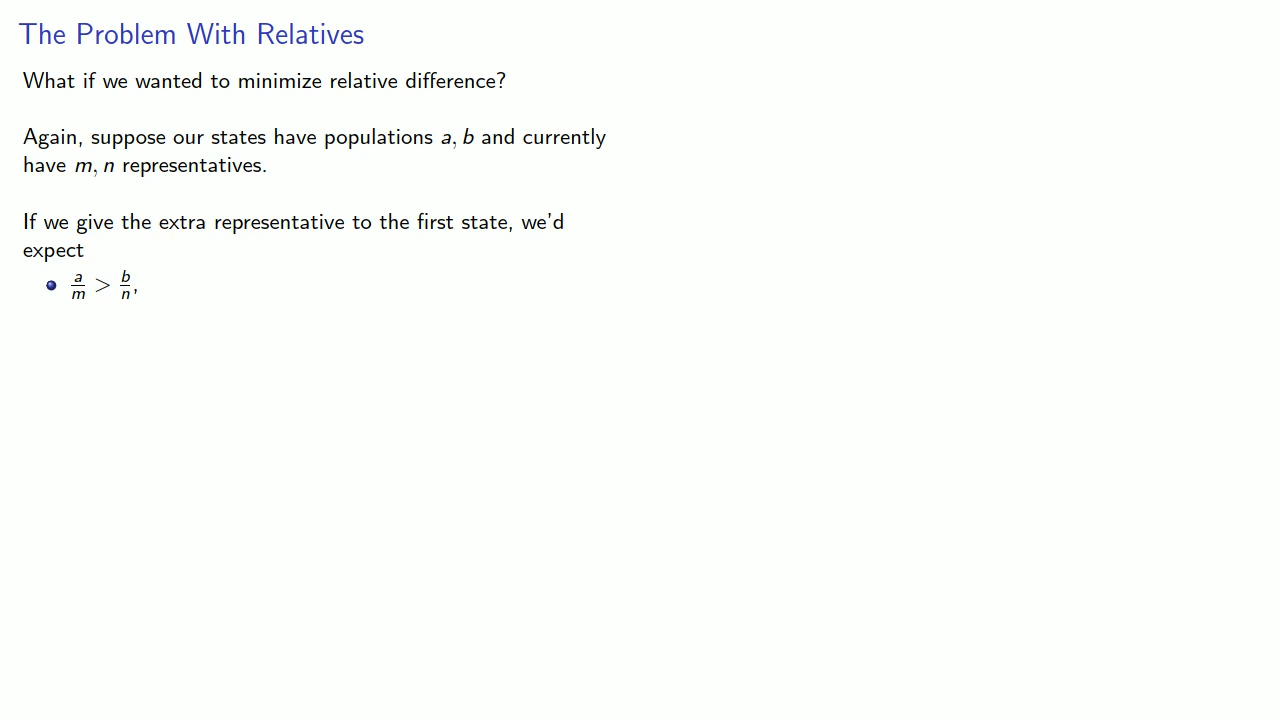 The Problem With Relatives
What if we wanted to minimize relative difference?
Again, suppose our states have populations a, b and currently
have m, n representatives.
If we give the extra representative to the first state, we'd
expect
• a/m > b/n,